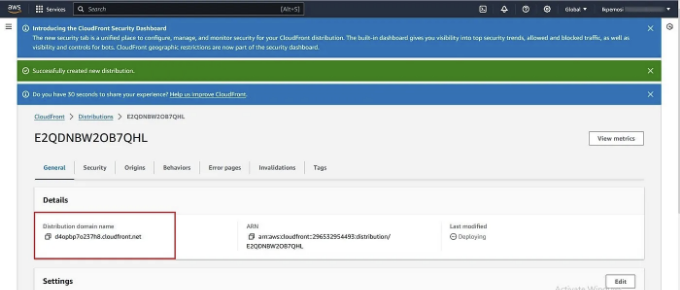 aws
Services
Search
[Alt+S]
Global
Introducing the CloudFront Security Dashboard
The new security tab is a unified place to configure, manage, and monitor security for your CloudFront distribution. The built-in dashboard gives you visibility into top security trends, allowed and blocked traffic, as well as
visibility and controls for bots. CloudFront geographic restrictions are now part of the security dashboard.
Successfully created new distribution.
Do you have 30 seconds to share your experience? Help us improve CloudFront.
CloudFront > Distributions > E2QDNBW2OB7QHL
E2QDNBW2OB7QHL
View metrics
General Security Origins Behaviors Error pages Invalidations Tags
Details
Distribution domain name
d4opbp7o237h8.cloudfront.net
ARN
arn:aws:cloudfront::296532954493:distribution/
E2QDNBW2OB7QHL
Last modified
Deploying
Settings
Edit
Activate